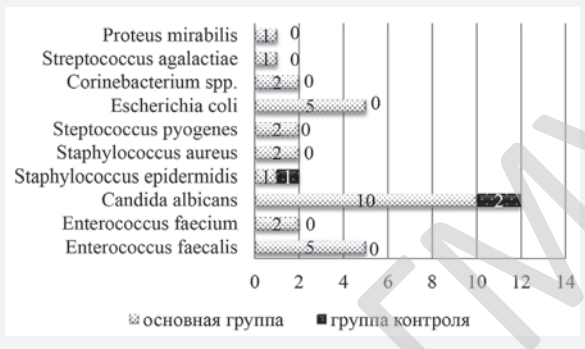 Proteus mirabilis 1 0
Streptococcus agalactiae 1 0
Corinebacterium spp. 2 0
Escherichia coli 5 0
Steptococcus pyogenes 2 0
Staphylococcus aureus 2 0
Staphylococcus epidermidis 1 1
Candida albicans 10 2
Enterococcus faecium 2 0
Enterococcus faecalis 5 0
0 2 4 6 8 10 12 14
основная группа группа контроля